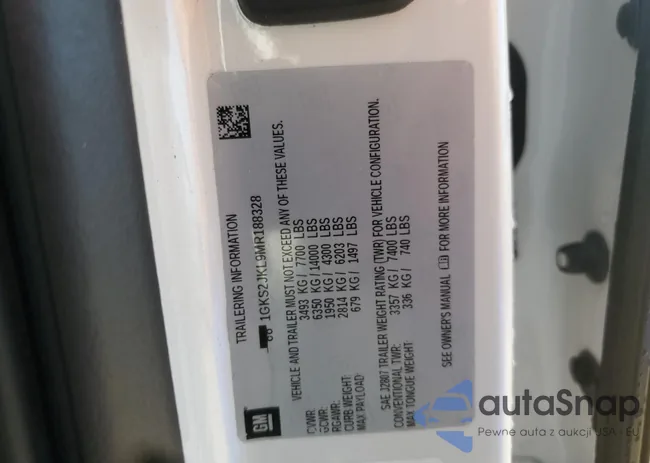 GM
TRAILERING INFORMATION
1GKS2JKL9MR188328
VEHICLE AND TRAILER MUST NOT EXCEED ANY OF THESE VALUES.
GVWR: 3493 KG / 7700 LBS
GCWR: 6350 KG / 14000 LBS
RGAWR: 1950 KG / 4300 LBS
CURB WEIGHT: 2814 KG / 6203 LBS
MAX PAYLOAD: 679 KG / 1497 LBS
SAE J2807 TRAILER WEIGHT RATING (TWR) FOR VEHICLE CONFIGURATION.
CONVENTIONAL TWR: 3357 KG / 7400 LBS
MAX TONGUE WEIGHT: 336 KG / 740 LBS
SEE OWNER'S MANUAL FOR MORE INFORMATION
autaSnap
Pewne auta z aukcji USA - EU